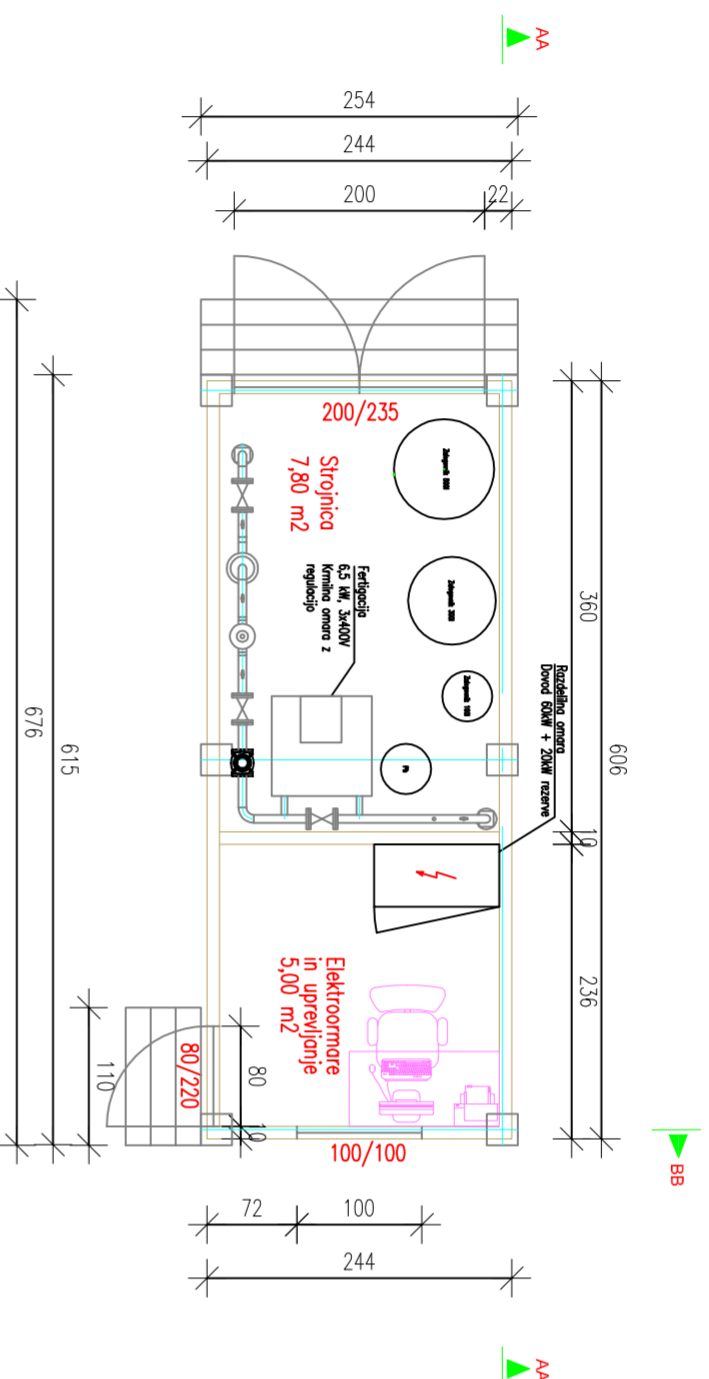 AA
254
244
200
22
200/235
Strojnica
7,80 m2
Fertigacija
6,5 kW, 3x400V
Krmilna omara z
regulacijo
Razdelilna omara
Dovod 60kW + 20kW rezerve
360
606
10
236
676
615
Elektroormare
in uprevljanje
5,00 m2
80/220
110
80
10
100/100
BB
72
100
244
AA